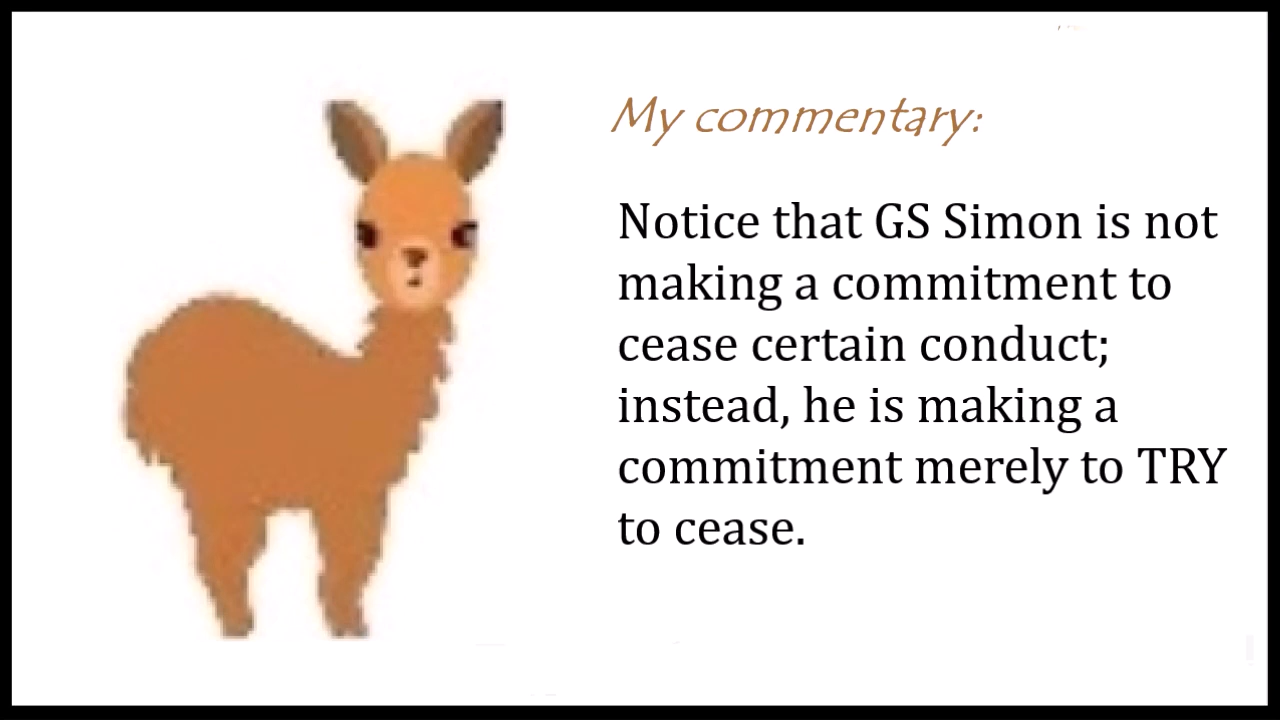 My commentary:
Notice that GS Simon is not
making a commitment to
cease certain conduct;
instead, he is making a
commitment merely to TRY
to cease.